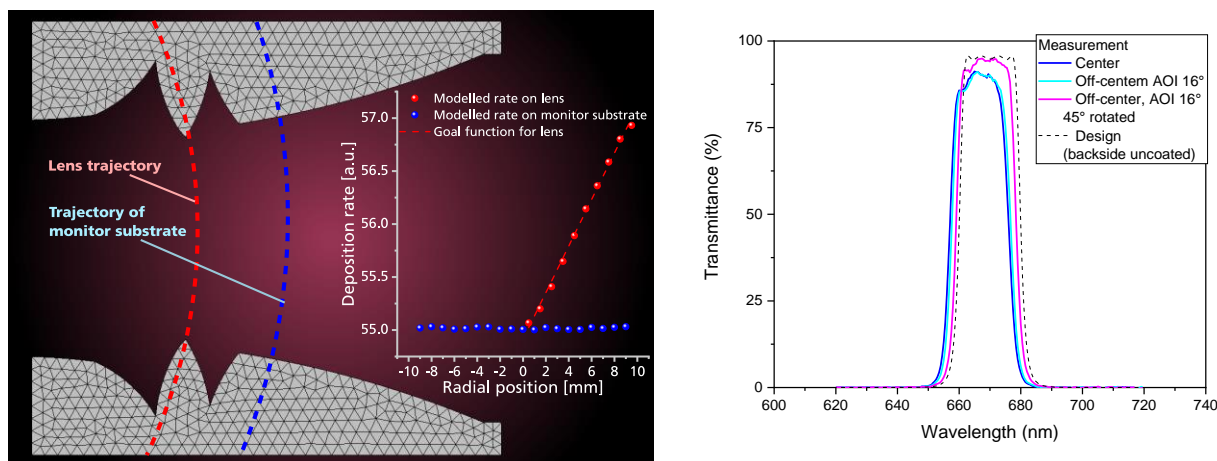 Lens trajectory
Trajectory of
monitor substrate
Modelled rate on lens
Modelled rate on monitor substrate
Goal function for lens
Deposition rate [a.u.]
57.0
56.5
56.0
55.5
55.0
-10 -8 -6 -4 -2 0 2 4 6 8 10
Radial position [mm]
Measurement
Center
Off-centem AOI 16°
Off-center, AOI 16°
45° rotated
Design
(backside uncoated)
Transmittance (%)
100
75
50
25
0
600 620 640 660 680 700 720 740
Wavelength (nm)